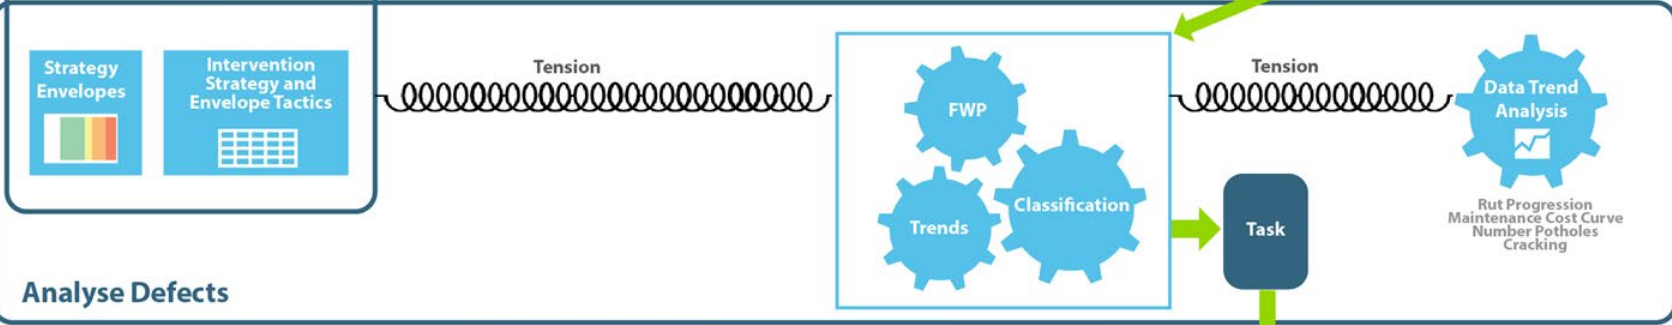 Strategy
Envelopes
Intervention
Strategy and
Envelope Tactics
Tension
FWP
Classification
Trends
Tension
Data Trend
Analysis
Task
Rut Progression
Maintenance Cost Curve
Number Potholes
Cracking
Analyse Defects